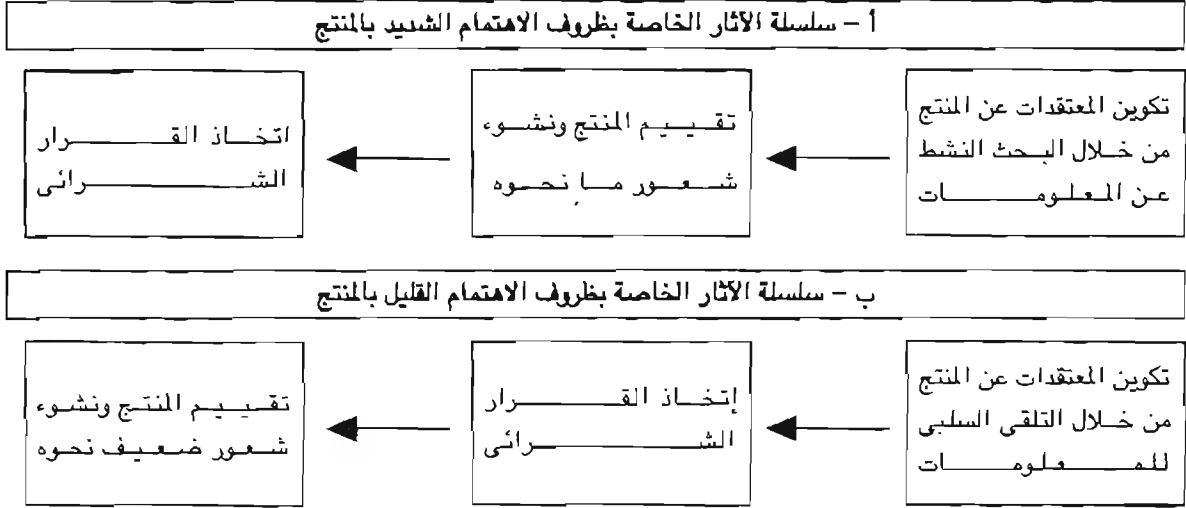 أ – سلسلة الآثار الخاصة بظروف الاهتمام الشديد بالمنتج
تكوين المعتقدات عن المنتج
من خلال البحث النشط
عن المعلومات
تقييم المنتج ونشوء
شعور ما نحوه
اتخاذ القرار
الشرائى
ب – سلسلة الآثار الخاصة بظروف الاهتمام القليل بالمنتج
تكوين المعتقدات عن المنتج
من خلال التلقى السلبى
للمعلومات
إتخاذ القرار
الشرائى
تقييم المنتج ونشوء
شعور ضعيف نحوه